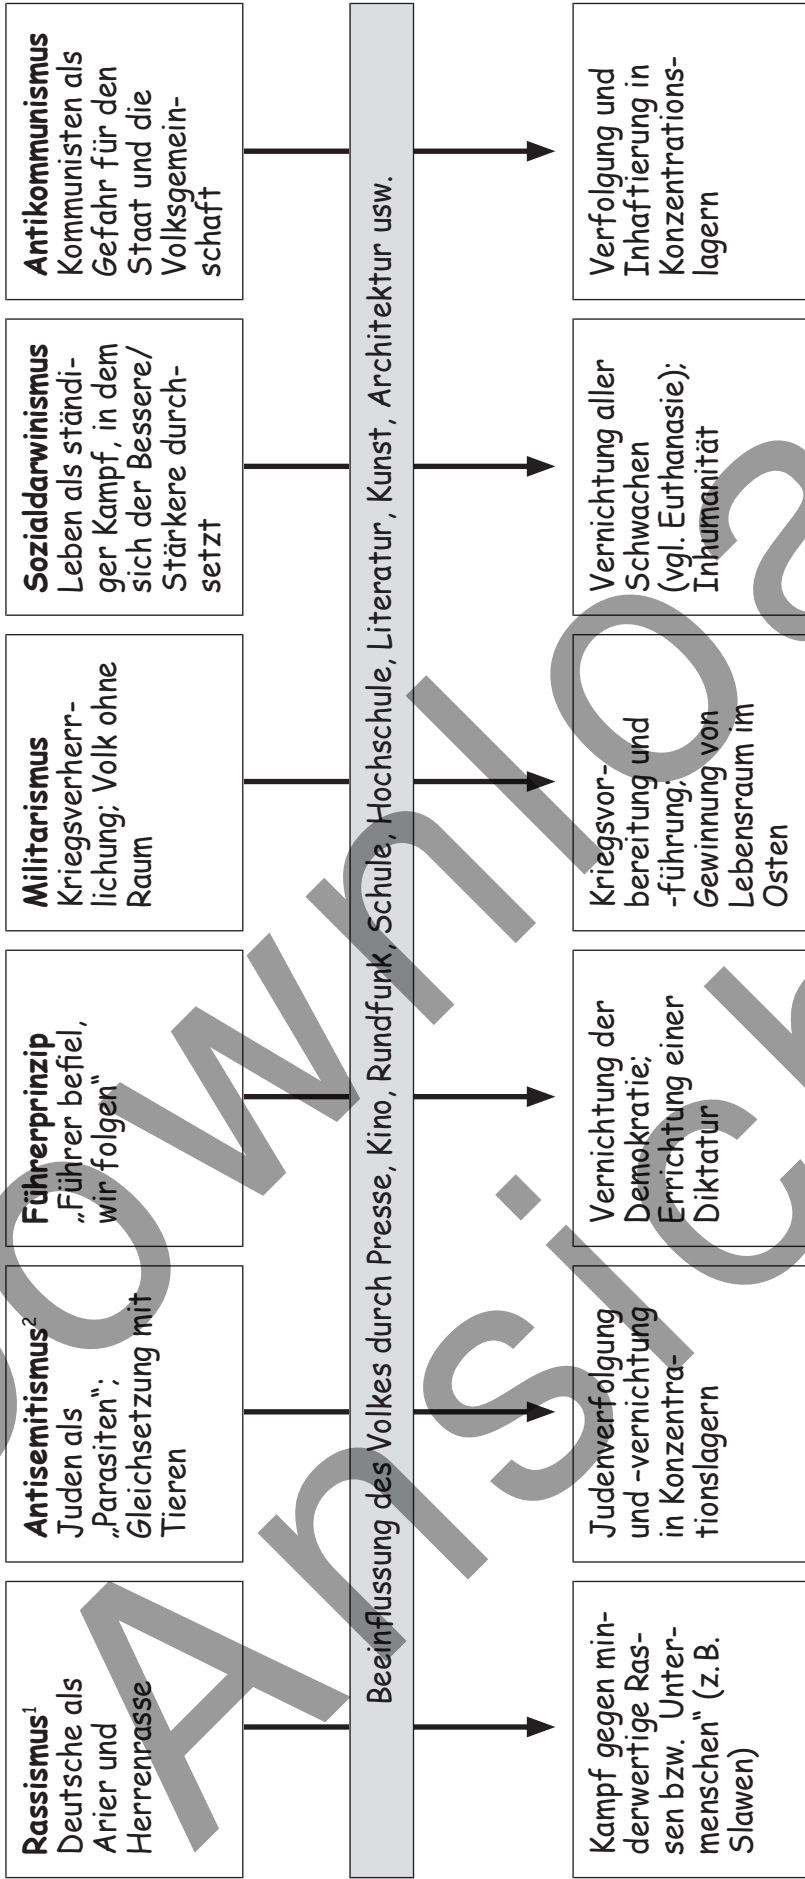 Rassismus¹
Deutsche als
Arier und
Herrenrasse
Antisemitismus²
Juden als
„Parasiten“;
Gleichsetzung mit
Tieren
Führerprinzip
„Führer befiel,
wir folgen“
Militarismus
Kriegsverherr-
lichung; Volk ohne
Raum
Sozialdarwinismus
Leben als ständi-
ger Kampf, in dem
sich der Bessere/
Stärkere durch-
setzt
Antikommunismus
Kommunisten als
Gefahr für den
Staat und die
Volksgemein-
schaft
Beeinflussung des Volkes durch Presse, Kino, Rundfunk, Schule, Hochschule, Literatur, Kunst, Architektur usw.
Kampf gegen min-
derwertige Ras-
sen bzw. Unter-
menschen“ (z.B.
Slawen)
Judenverfolgung
und -vernichtung
in Konzentra-
tionslagern
Vernichtung der
Demokratie;
Errichtung einer
Diktatur
Kriegsvor-
bereitung und
-führung;
Gewinnung von
Lebensraum im
Osten
Vernichtung aller
Schwachen
(vgl. Euthanasie);
Inhumanität
Verfolgung und
Inhaftierung in
Konzentrations-
lagern